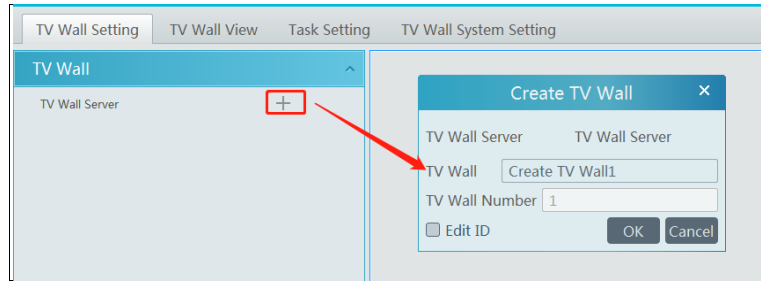 TV Wall Setting TV Wall View Task Setting TV Wall System Setting
TV Wall
TV Wall Server
Create TV Wall
TV Wall Server TV Wall Server
TV Wall Create TV Wall1
TV Wall Number 1
Edit ID OK Cancel